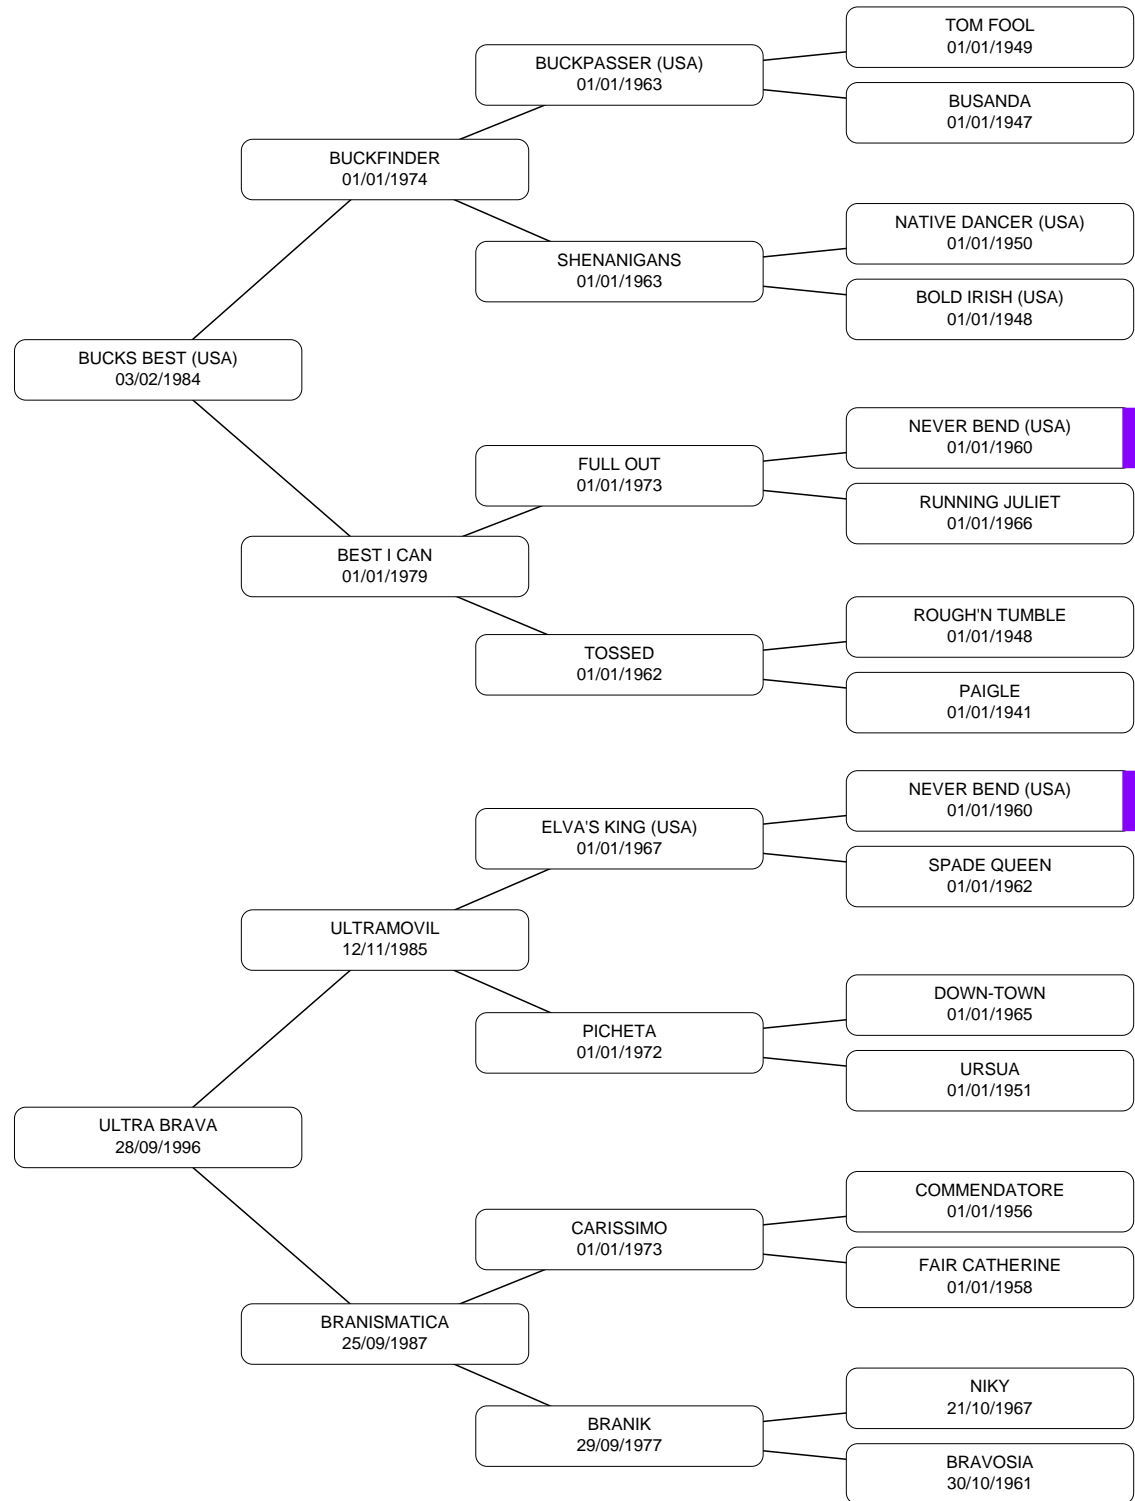 TOM FOOL
01/01/1949
BUCKPASSER (USA)
01/01/1963
BUSANDA
01/01/1947
BUCKFINDER
01/01/1974
NATIVE DANCER (USA)
01/01/1950
SHENANIGANS
01/01/1963
BOLD IRISH (USA)
01/01/1948
BUCKS BEST (USA)
03/02/1984
NEVER BEND (USA)
01/01/1960
FULL OUT
01/01/1973
RUNNING JULIET
01/01/1966
BEST I CAN
01/01/1979
ROUGH'N TUMBLE
01/01/1948
TOSSED
01/01/1962
PAIGLE
01/01/1941
NEVER BEND (USA)
01/01/1960
ELVA'S KING (USA)
01/01/1967
SPADE QUEEN
01/01/1962
ULTRAMOVIL
12/11/1985
DOWN-TOWN
01/01/1965
PICHETA
01/01/1972
URSUA
01/01/1951
ULTRA BRAVA
28/09/1996
COMMENDATORE
01/01/1956
CARISSIMO
01/01/1973
FAIR CATHERINE
01/01/1958
BRANISMATICA
25/09/1987
NIKY
21/10/1967
BRANIK
29/09/1977
BRAVOSIA
30/10/1961